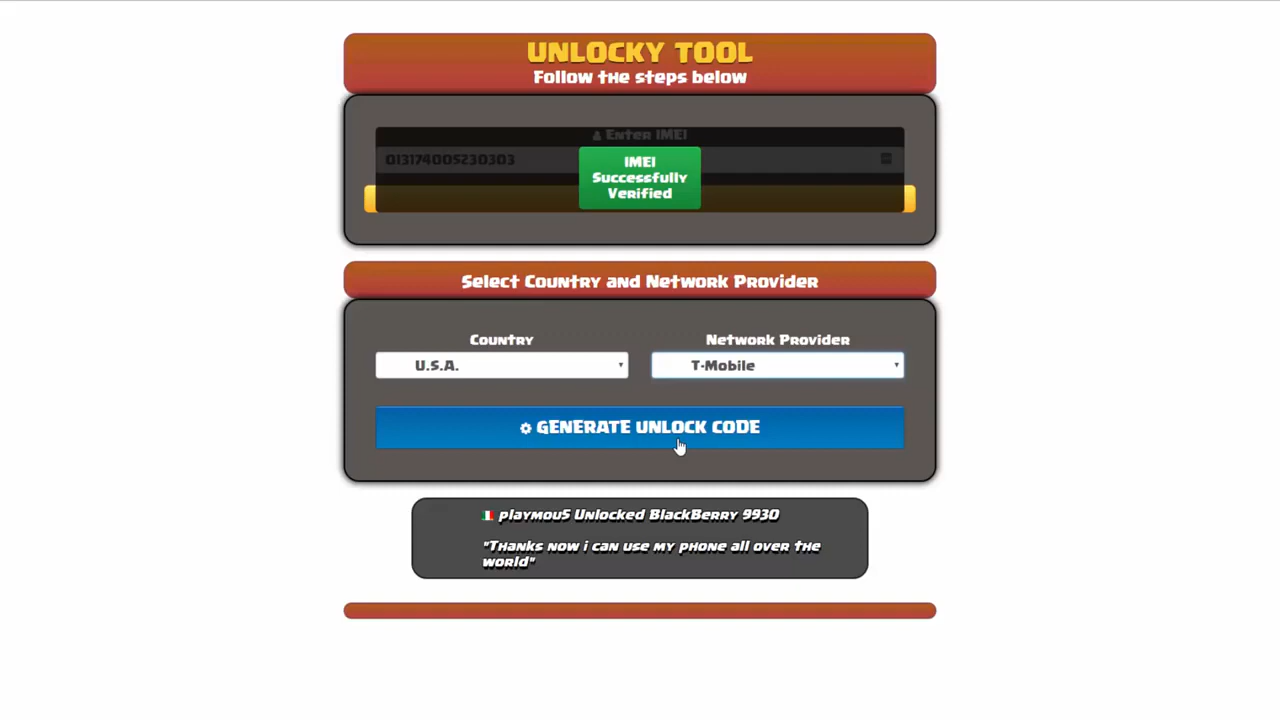 UNLOCKY TOOL
Follow the steps below
Enter IMEI
013174005230303
IMEI
Successfully
Verified
Select Country and Network Provider
Country
Network Provider
U.S.A.
T-Mobile
GENERATE UNLOCK CODE
playmou5 Unlocked BlackBerry 9930
"Thanks now i can use my phone all over the
world"